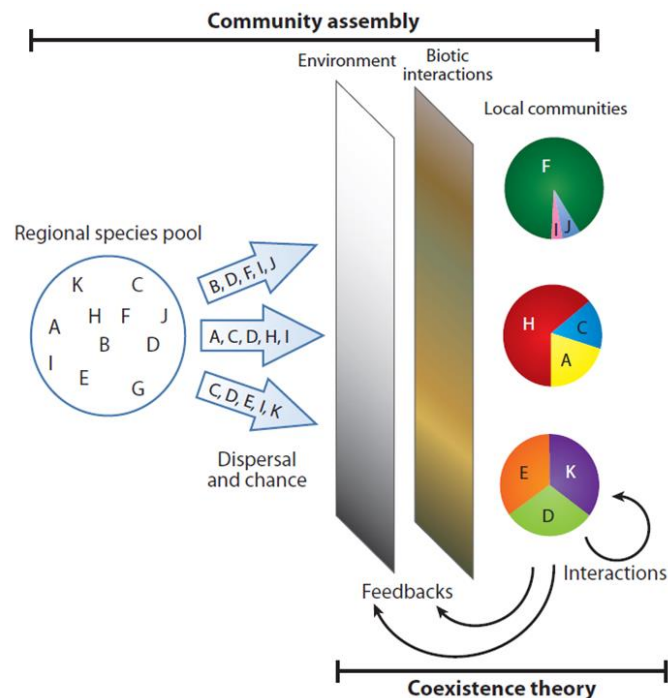 Community assembly
Environment
Biotic
interactions
Local communities
F
I
J
Regional species pool
K
C
H
F
J
A
B
D
I
E
G
B, D, F, I, J
A, C, D, H, I
C, D, E, I, K
Dispersal
and chance
H
C
A
E
K
D
Interactions
Feedbacks
Coexistence theory